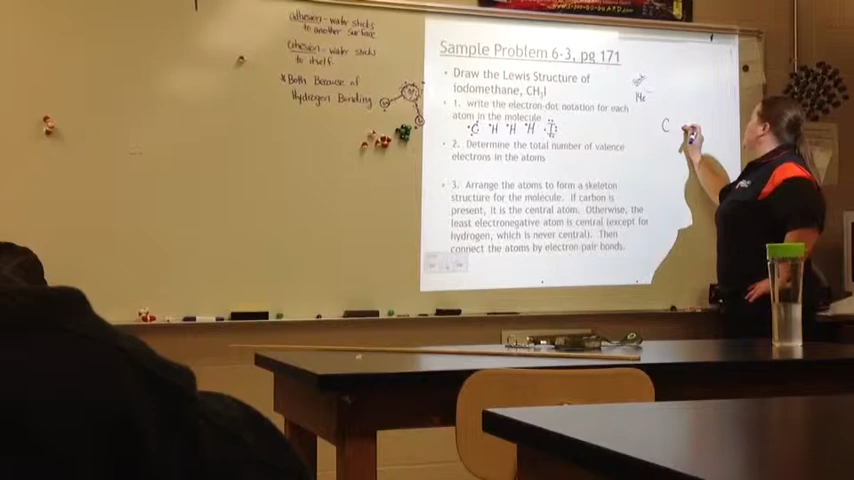 adhesion - water sticks
to another surface
cohesion - water sticks
to itself.
*Both Because of
Hydrogen Bonding
Sample Problem 6-3, pg 171
• Draw the Lewis Structure of
Iodomethane, CH3I
• 1. write the electron-dot notation for each
atom in the molecule
C H H H I
• 2. Determine the total number of valence
electrons in the atoms
• 3. Arrange the atoms to form a skeleton
structure for the molecule. If carbon is
present, it is the central atom. Otherwise, the
least electronegative atom is central (except for
hydrogen, which is never central). Then
connect the atoms by electron-pair bonds.
C